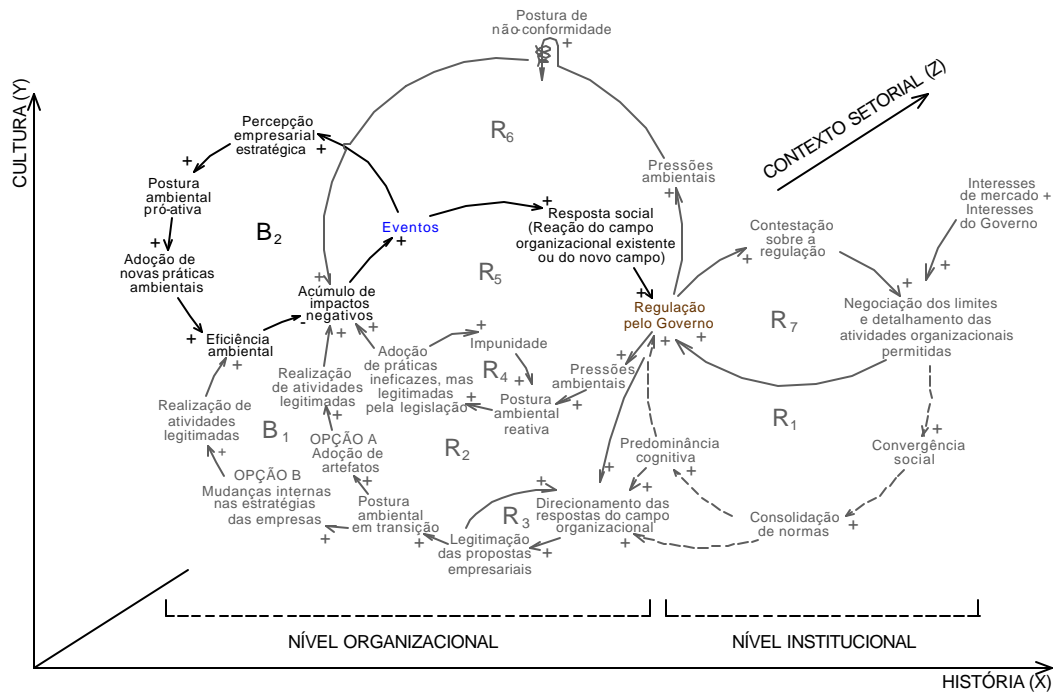 Postura de
não-conformidade
+
CULTURA (Y)
CONTEXTO SETORIAL (Z)
Percepção
empresarial
estratégica
+
+
R6
Pressões
ambientais
+
Interesses
de mercado +
Interesses
do Governo
Postura
ambiental
pró-ativa
+
B2
Eventos
+
+
Resposta social
(Reação do campo
organizacional existente
ou do novo campo)
Contestação
sobre a
regulação
+
Adoção de
novas práticas
ambientais
+
+
+
R5
Acúmulo de
impactos
negativos
+
-
Regulação
pelo Governo
+
+
+
R7
Negociação dos limites
e detalhamento das
atividades organizacionais
permitidas
+
+
Eficiência
ambiental
+
+
+
+
Adoção
de práticas
ineficazes, mas
legitimadas
pela legislação
+
Impunidade
+
R4
+
Pressões
ambientais
+
Postura
ambiental
reativa
+
Realização
de atividades
legitimadas
+
Realização de
atividades
legitimadas
+
B1
OPÇÃO A
Adoção de
artefatos
+
R2
R1
Predominância
cognitiva
+
+
Convergência
social
+
OPÇÃO B
Mudanças internas
nas estratégias
das empresas
+
Postura
ambiental
em transição
+
R3
+
+
Direcionamento das
respostas do campo
organizacional
+
+
Legitimação
das propostas
empresariais
+
Consolidação
de normas
+
NÍVEL ORGANIZACIONAL
NÍVEL INSTITUCIONAL
HISTÓRIA (X)